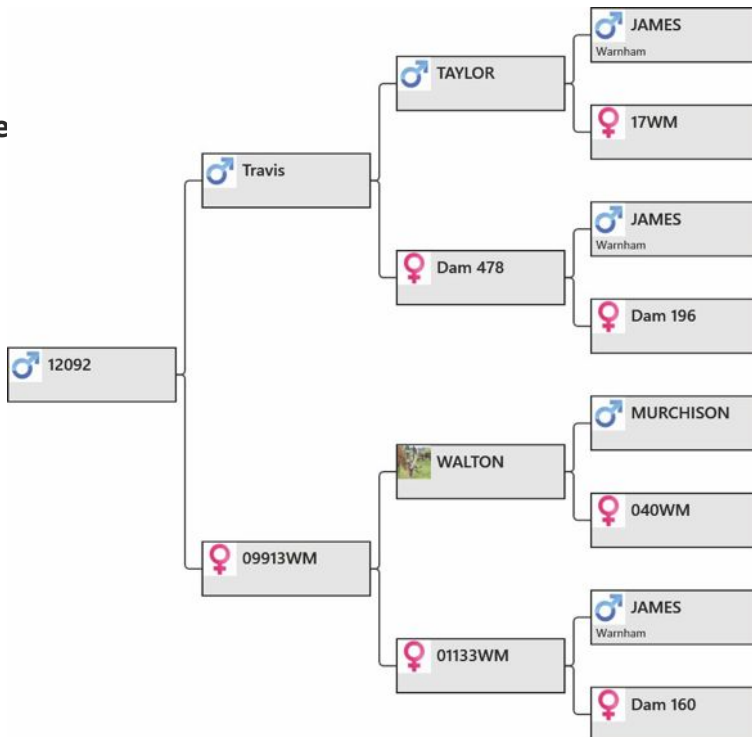 JAMES
Warnham
TAYLOR
17WM
e
Travis
JAMES
Warnham
Dam 478
Dam 196
12092
MURCHISON
WALTON
040WM
09913WM
JAMES
Warnham
01133WM
Dam 160